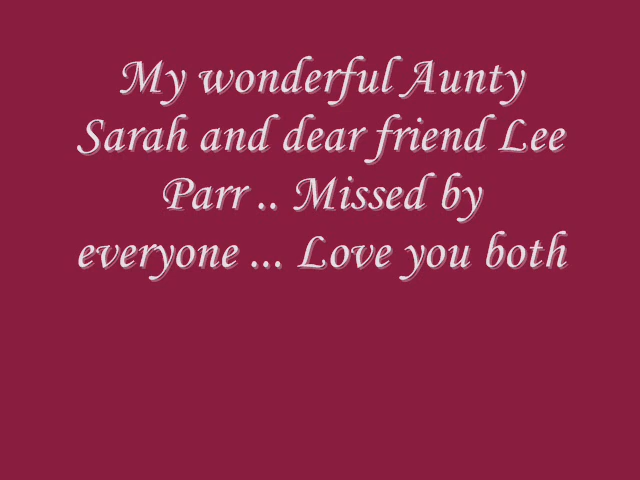 My wonderful Aunty
Sarah and dear friend Lee
Parr .. Missed by
everyone ... Love you both